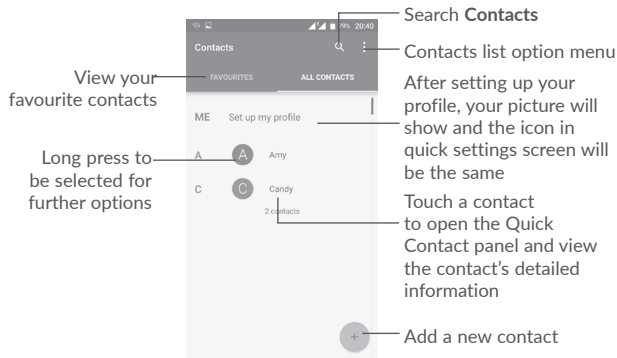 Search Contacts
79% 20:40
Contacts
Contacts list option menu
View your
favourite contacts
FAVOURITES
ALL CONTACTS
After setting up your
profile, your picture will
show and the icon in
quick settings screen will
be the same
ME Set up my profile
Long press to
be selected for
further options
A A Amy
C C Candy
2 contacts
Touch a contact
to open the Quick
Contact panel and view
the contact's detailed
information
Add a new contact